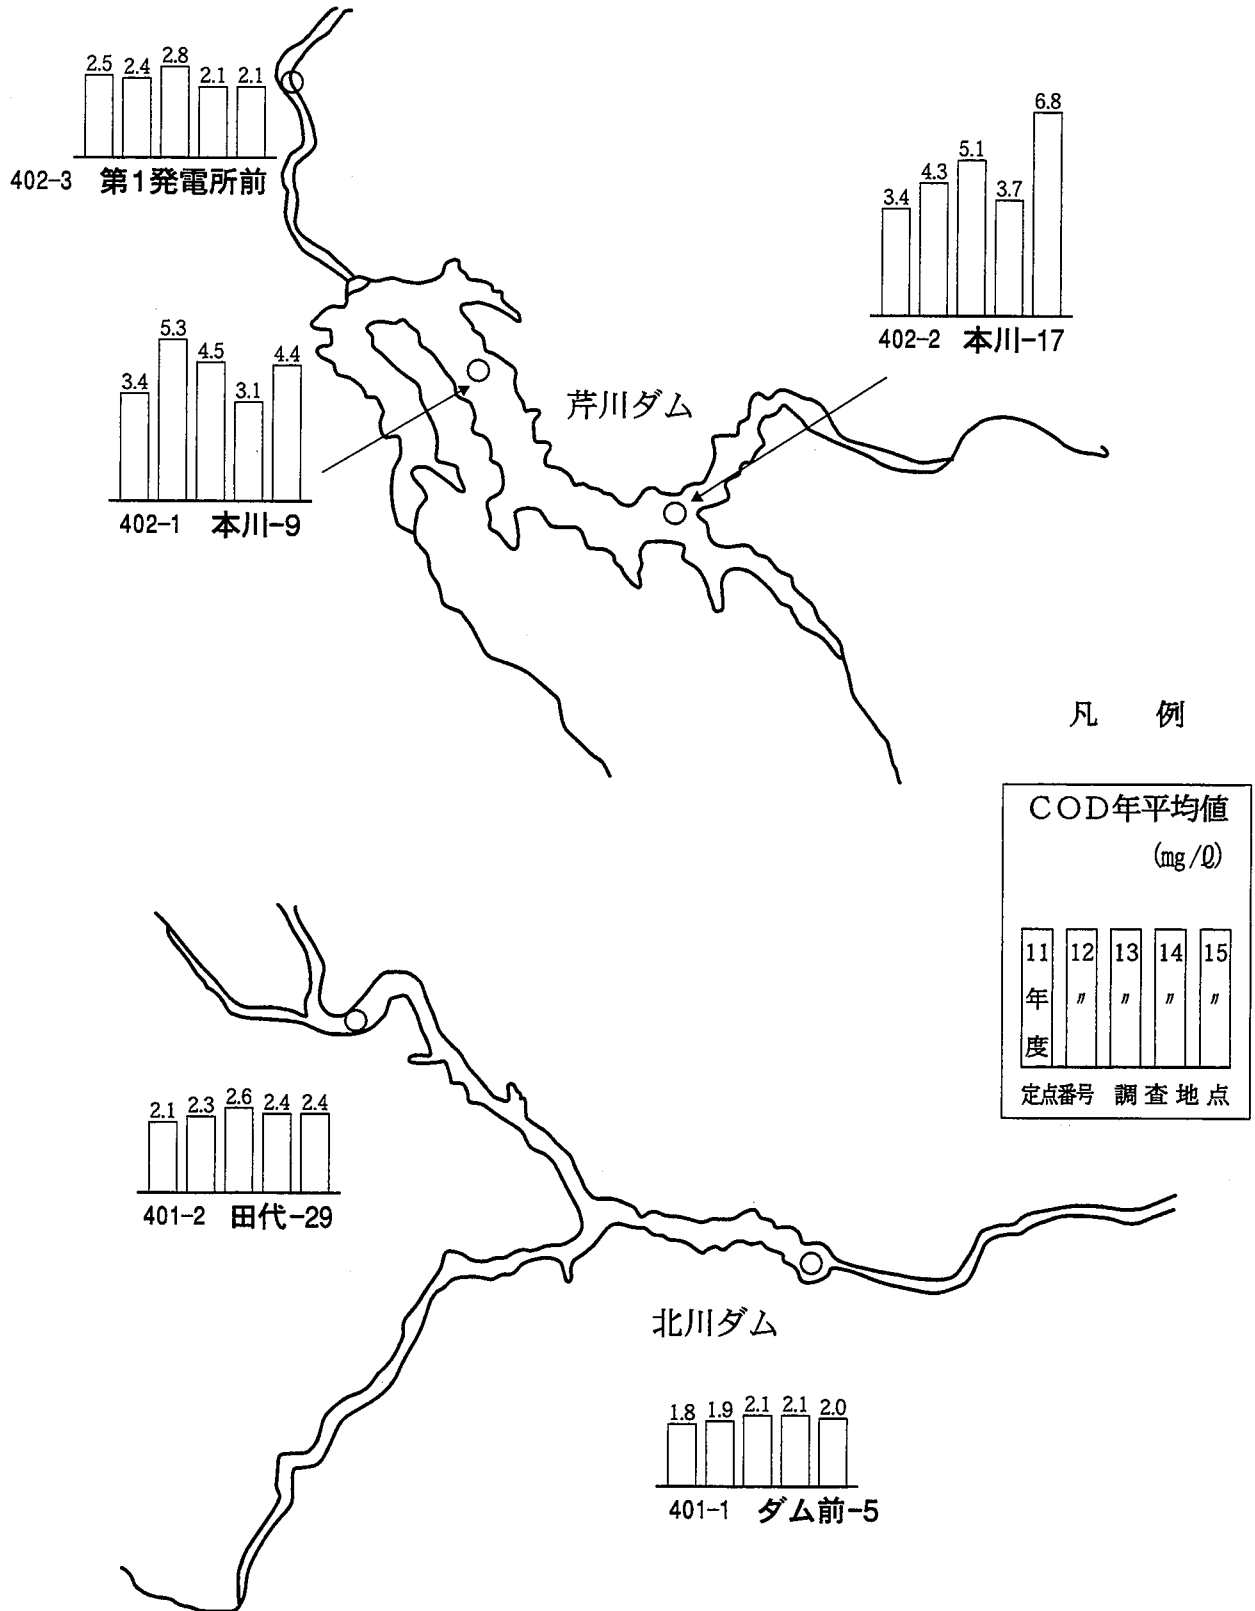 2.5 2.4 2.8 2.1 2.1
402-3 第1発電所前
3.4 4.3 5.1 3.7 6.8
402-2 本川-17
3.4 5.3 4.5 3.1 4.4
402-1 本川-9
芹川ダム
凡 例
COD年平均値
(mg/ℓ)
11年度 12〃 13〃 14〃 15〃
定点番号 調査地点
2.1 2.3 2.6 2.4 2.4
401-2 田代-29
北川ダム
1.8 1.9 2.1 2.1 2.0
401-1 ダム前-5